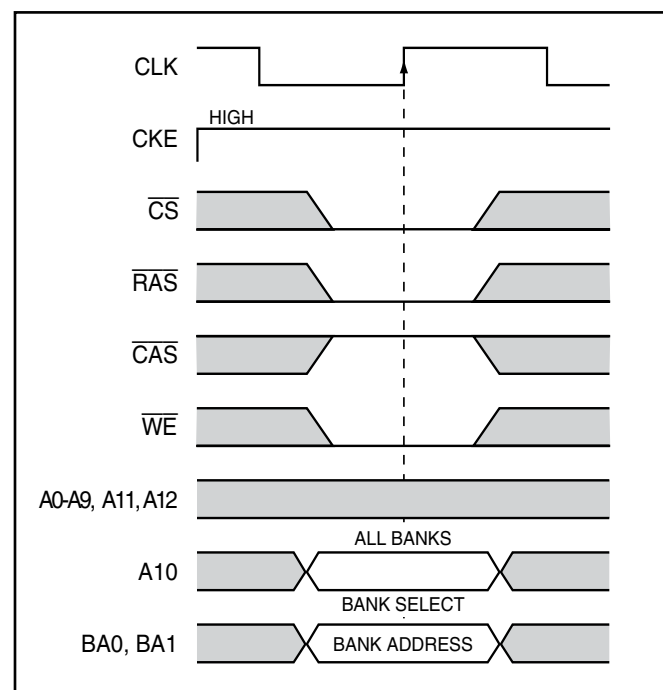 CLK
HIGH
CKE
CS
RAS
CAS
WE
A0-A9, A11, A12
ALL BANKS
A10
BANK SELECT
BA0, BA1 BANK ADDRESS